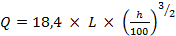 Q = 18,4 × L × (h/100)^3/2